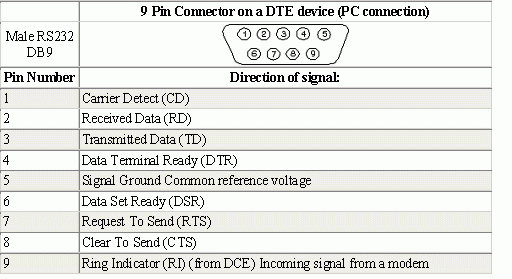 9 Pin Connector on a DTE device (PC connection)
Male RS232
DB9
1 2 3 4 5
6 7 8 9
Pin Number Direction of signal:
1 Carrier Detect (CD)
2 Received Data (RD)
3 Transmitted Data (TD)
4 Data Terminal Ready (DTR)
5 Signal Ground Common reference voltage
6 Data Set Ready (DSR)
7 Request To Send (RTS)
8 Clear To Send (CTS)
9 Ring Indicator (RI) (from DCE) Incoming signal from a modem